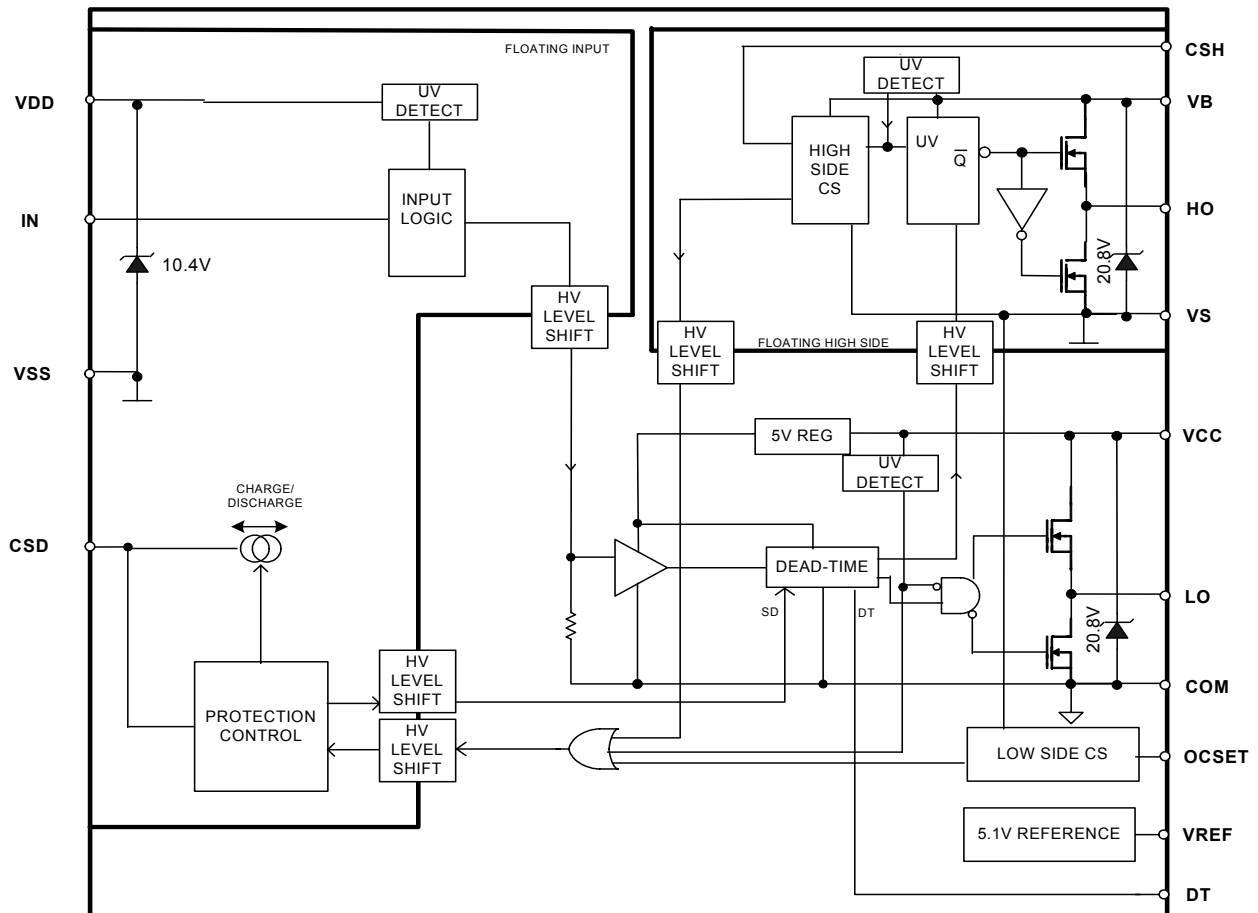 FLOATING INPUT
CSH
UV
DETECT
VDD
UV
DETECT
VB
HIGH
SIDE
CS
UV
Q
INPUT
LOGIC
IN
HO
10.4V
20.8V
HV
LEVEL
SHIFT
VS
HV
LEVEL
SHIFT
FLOATING HIGH SIDE
HV
LEVEL
SHIFT
VSS
5V REG
VCC
UV
DETECT
CHARGE/
DISCHARGE
CSD
DEAD-TIME
SD
DT
LO
20.8V
HV
LEVEL
SHIFT
COM
PROTECTION
CONTROL
HV
LEVEL
SHIFT
LOW SIDE CS
OCSET
5.1V REFERENCE
VREF
DT